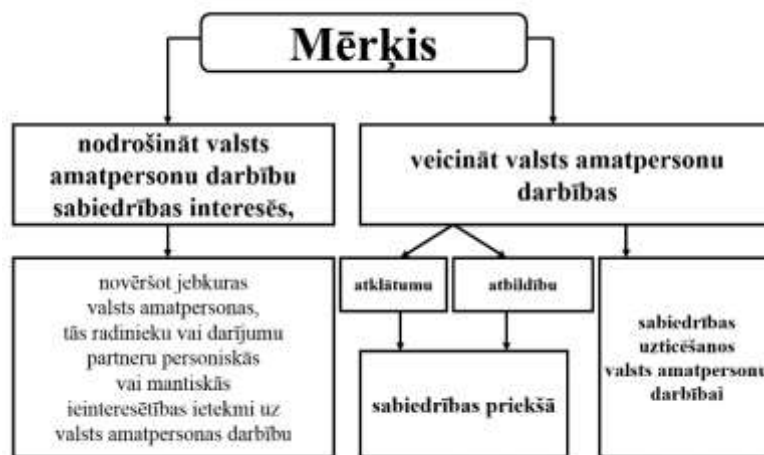 Mērķis
nodrošināt valsts
amatpersonu darbību
sabiedrības interesēs,
veicināt valsts amatpersonu
darbības
novēršot jebkuras
valsts amatpersonas,
tās radinieku vai darījumu
partneru personiskās
vai mantiskās
ieinteresētības ietekmi uz
valsts amatpersonas darbību
atklātumu
atbildību
sabiedrības priekšā
sabiedrības
uzticēšanos
valsts amatpersonu
darbībai